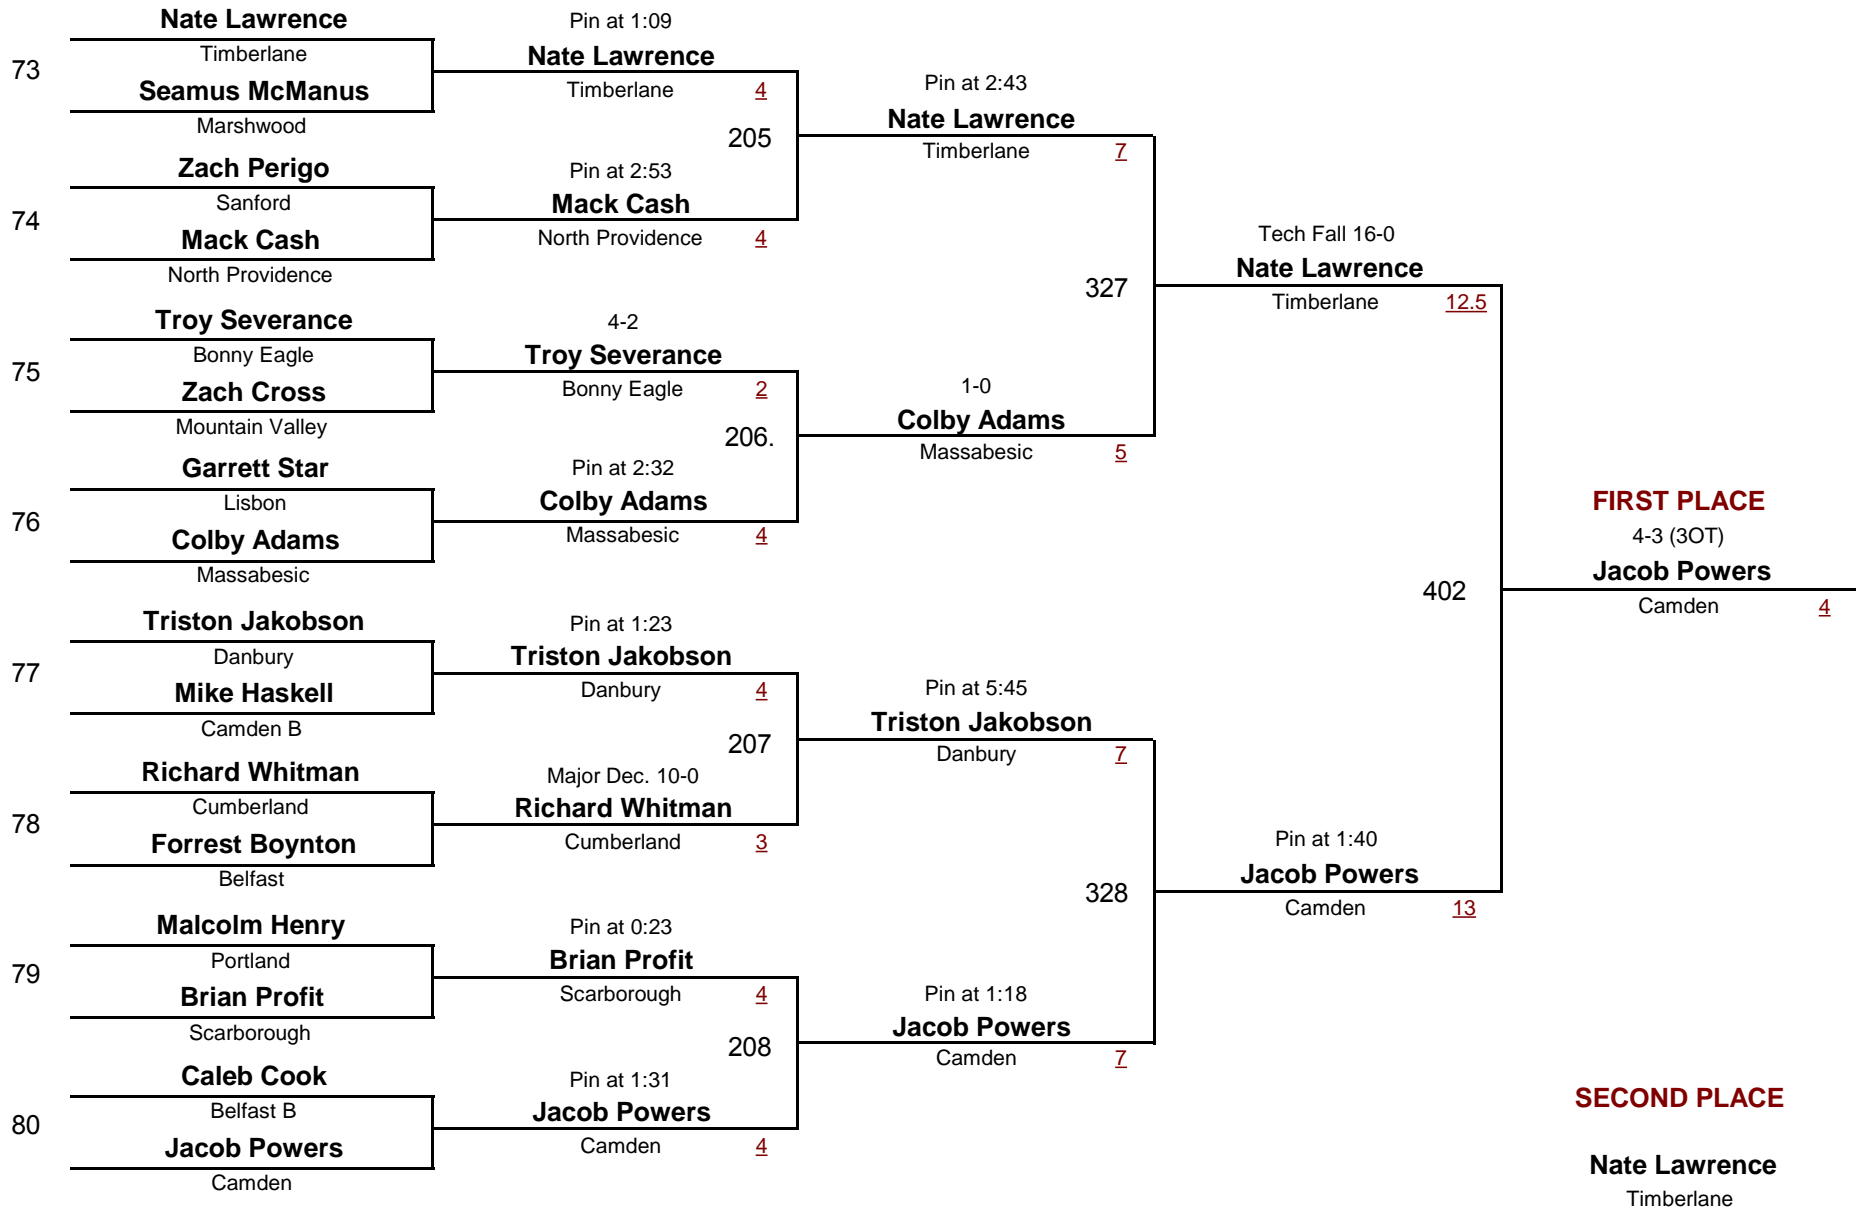 Nate Lawrence
Timberlane
73
Seamus McManus
Marshwood
Zach Perigo
Sanford
74
Mack Cash
North Providence
Troy Severance
Bonny Eagle
75
Zach Cross
Mountain Valley
Garrett Star
Lisbon
76
Colby Adams
Massabesic
Triston Jakobson
Danbury
77
Mike Haskell
Camden B
Richard Whitman
Cumberland
78
Forrest Boynton
Belfast
Malcolm Henry
Portland
79
Brian Profit
Scarborough
Caleb Cook
Belfast B
80
Jacob Powers
Camden
Pin at 1:09
Nate Lawrence
Timberlane 4
205
Pin at 2:53
Mack Cash
North Providence 4
4-2
Troy Severance
Bonny Eagle 2
206.
Pin at 2:32
Colby Adams
Massabesic 4
Pin at 1:23
Triston Jakobson
Danbury 4
207
Major Dec. 10-0
Richard Whitman
Cumberland 3
Pin at 0:23
Brian Profit
Scarborough 4
208
Pin at 1:31
Jacob Powers
Camden 4
Pin at 2:43
Nate Lawrence
Timberlane 7
327
1-0
Colby Adams
Massabesic 5
Pin at 5:45
Triston Jakobson
Danbury 7
328
Pin at 1:18
Jacob Powers
Camden 7
Tech Fall 16-0
Nate Lawrence
Timberlane 12.5
402
Pin at 1:40
Jacob Powers
Camden 13
FIRST PLACE
4-3 (3OT)
Jacob Powers
Camden 4
SECOND PLACE
Nate Lawrence
Timberlane